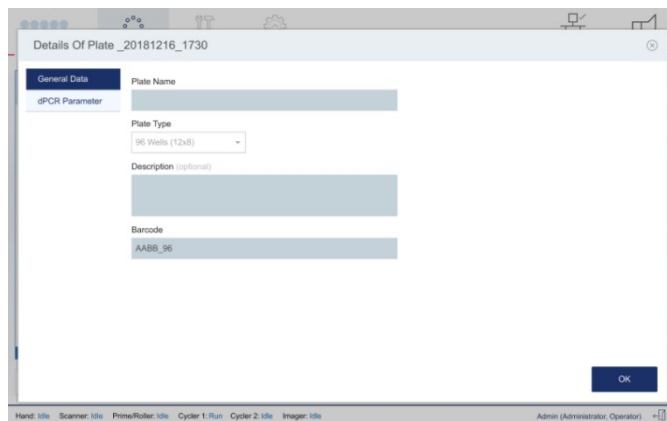 Details Of Plate _20181216_1730
General Data
dPCR Parameter
Plate Name
Plate Type
96 Wells (12x8)
Description (optional)
Barcode
AABB_96
OK
Hand: Idle Scanner: Idle Prime/Roller: Idle Cycler 1: Run Cycler 2: Idle Imager: Idle Admin (Administrator, Operator)